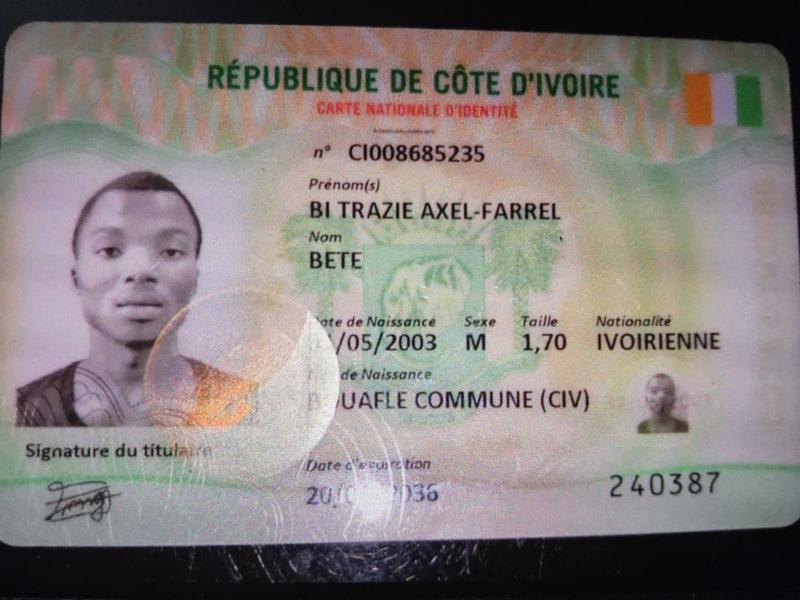 RÉPUBLIQUE DE CÔTE D'IVOIRE
CARTE NATIONALE D'IDENTITÉ
n° CI008685235
Prénom(s)
BI TRAZIE AXEL-FARREL
Nom
BETE
de Naissance Sexe Taille Nationalité
/05/2003 M 1,70 IVOIRIENNE
de Naissance
COMMUNE (CIV)
Signature du titulaire
Date d'expiration
240387